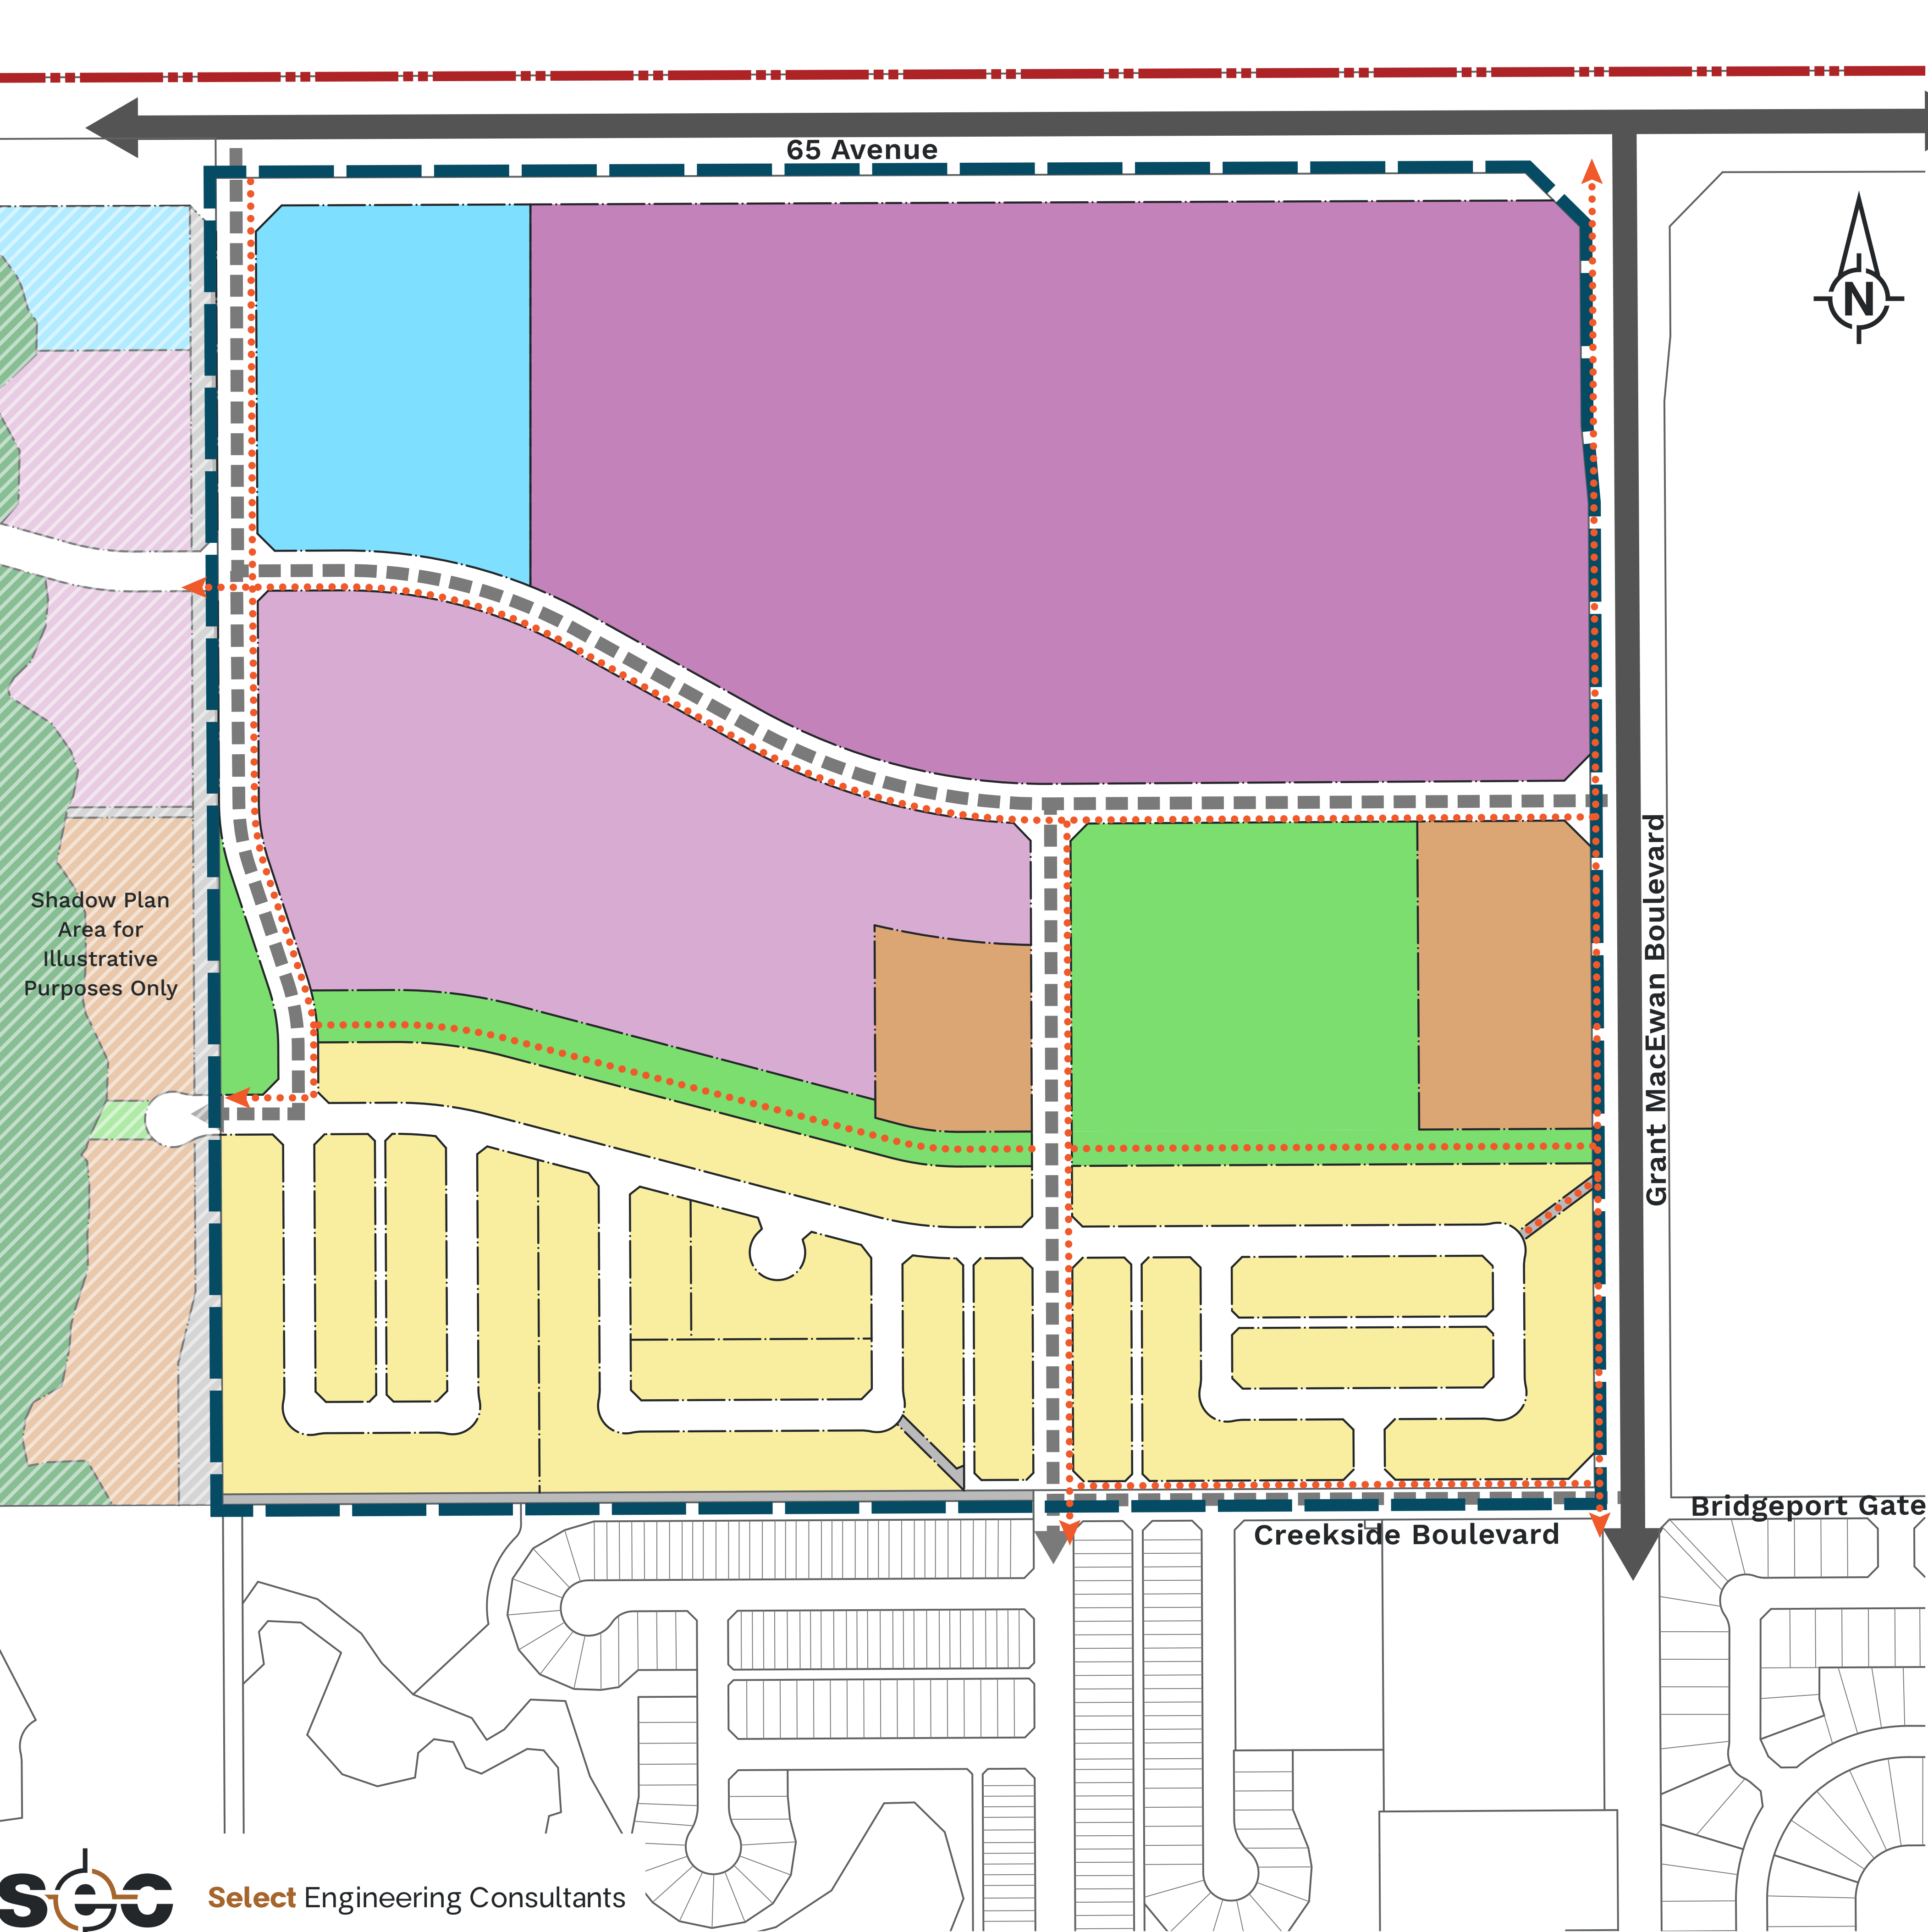 65 Avenue
N
Shadow Plan
Area for
Illustrative
Purposes Only
Grant MacEwan Boulevard
Bridgeport Gate
Creekside Boulevard
sec
Select Engineering Consultants